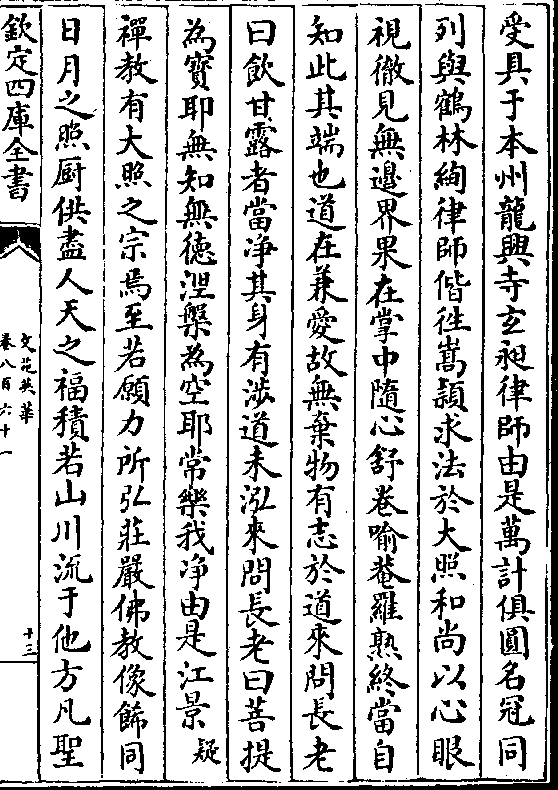 受具于本州龍興寺玄昶律師由是萬計俱圓名冠同
列與鶴林絢律師偕徃嵩潁求法於大照和尚以心眼
視徹見無邉界果在掌中隨心舒卷喻菴羅熟終當自
知此其端也道在兼愛故無棄物有志於道來問長老
曰飲甘露者當净其身有涉道未泓來問長老曰菩提
為寳耶無知無德涅槃為空耶常樂我净由是江景疑
禪教有大照之宗焉至若願力所弘莊嚴佛教像飾同
日月之照厨供盡人天之福積若山川流于他方凡聖
欽定四庫全書
文苑英華
卷八百六十一
十三